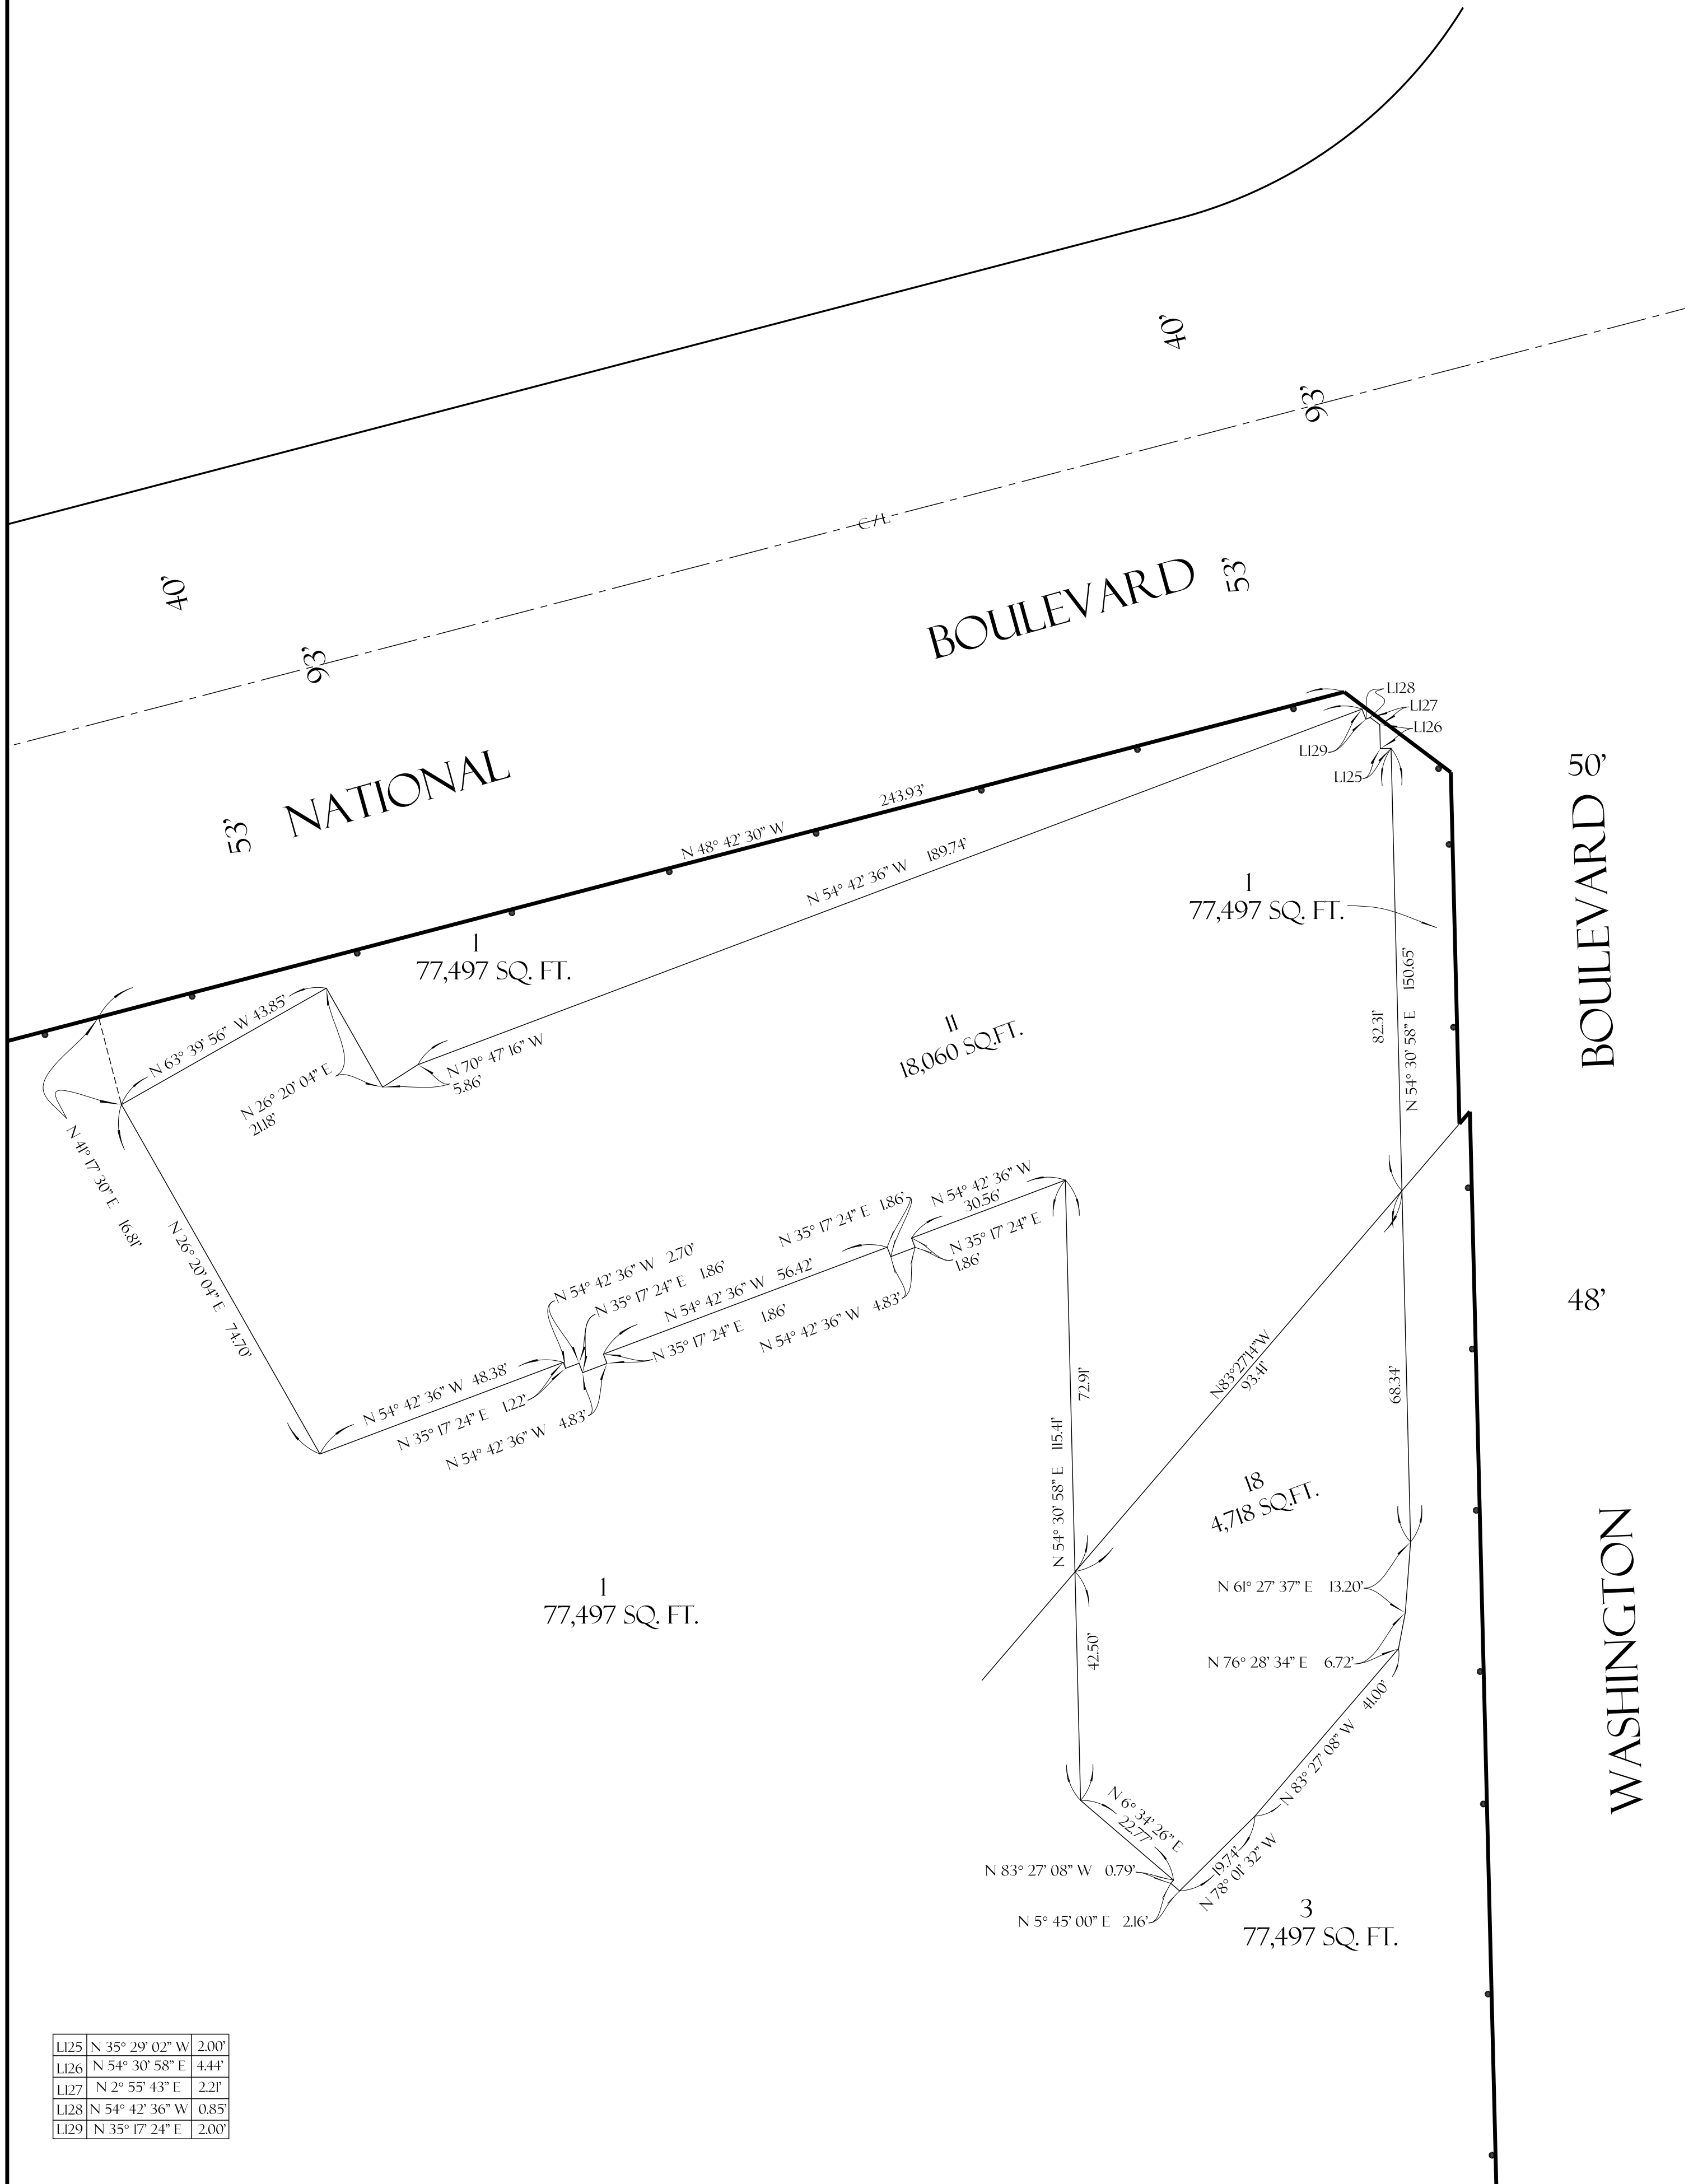 40'
93'
C/L
BOULEVARD
53'
40'
93'
NATIONAL
53'
L128
L127
L126
L129
L125
50'
BOULEVARD
243.93'
N 48° 42' 30" W
N 54° 42' 36" W 189.74'
1
77,497 SQ. FT.
1
77,497 SQ. FT.
N 63° 39' 56" W 43.85'
N 70° 47' 16" W
5.86'
N 26° 20' 04" E
21.18'
11
18,060 SQ.FT.
82.31'
N 54° 30' 58" E 150.65'
N 41° 17' 30" E 16.81'
N 26° 20' 04" E 74.70'
N 54° 42' 36" W
30.56'
N 35° 17' 24" E 1.86'
N 35° 17' 24" E
1.86'
N 54° 42' 36" W 2.70'
N 35° 17' 24" E 1.86'
N 54° 42' 36" W 56.42'
N 35° 17' 24" E 1.86'
N 54° 42' 36" W 4.83'
N 54° 42' 36" W 48.38'
N 35° 17' 24" E 1.22'
N 54° 42' 36" W 4.83'
48'
72.91'
N 54° 30' 58" E 115.41'
N83°27'14"W
93.41'
68.34'
18
4,718 SQ.FT.
1
77,497 SQ. FT.
N 61° 27' 37" E 13.20'
42.50'
N 76° 28' 34" E 6.72'
WASHINGTON
N 83° 27' 08" W 41.00'
N 6° 34' 26" E
22.77'
19.74'
N 78° 01' 32" W
N 83° 27' 08" W 0.79'
N 5° 45' 00" E 2.16'
3
77,497 SQ. FT.
L125 N 35° 29' 02" W 2.00'
L126 N 54° 30' 58" E 4.44'
L127 N 2° 55' 43" E 2.21'
L128 N 54° 42' 36" W 0.85'
L129 N 35° 17' 24" E 2.00'